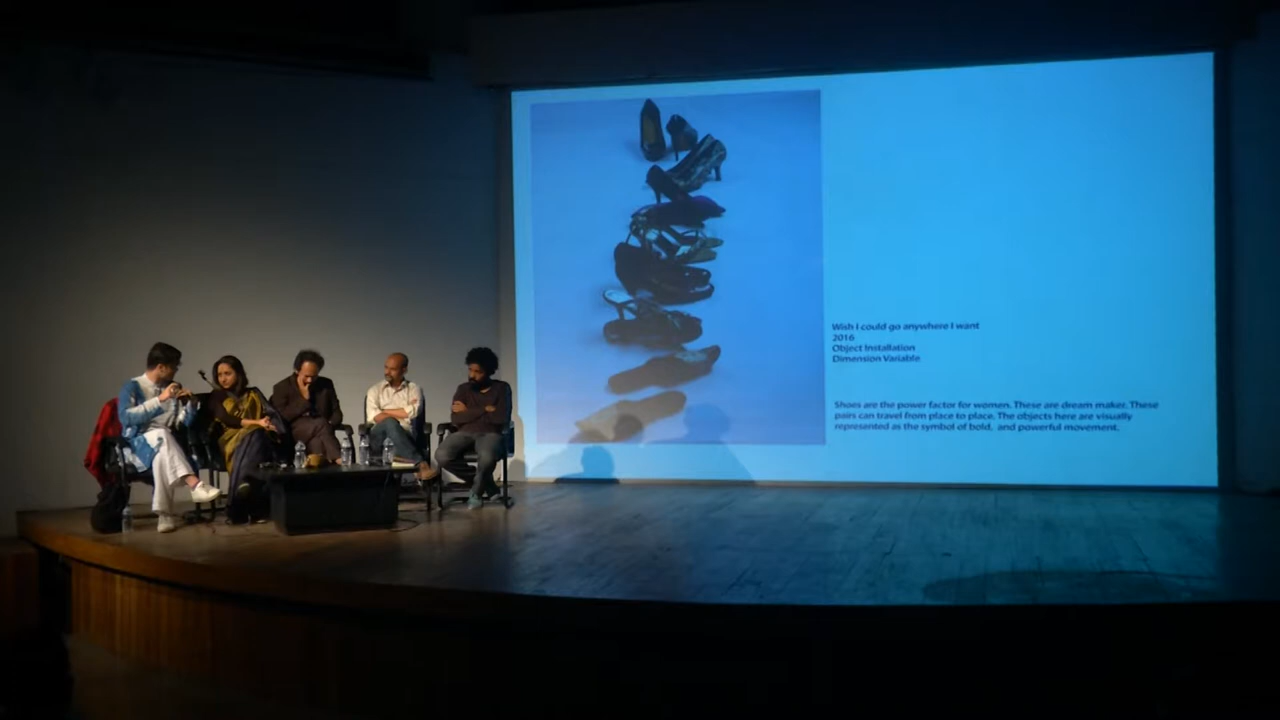 Wish I could go anywhere I want
2016
Object Installation
Dimension Variable
Shoes are the power factor for women. These are dream maker. These
pairs can travel from place to place. The objects here are visually
represented as the symbol of bold, and powerful movement.